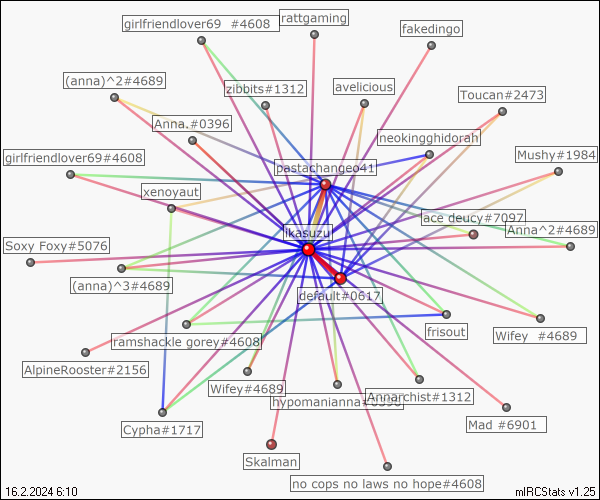 girlfriendlover69 #4608
rattgaming
fakedingo
(anna)^2#4689
zibbits#1312
avelicious
Toucan#2473
Anna.#0396
neokingghidorah
girlfriendlover69#4608
pastachangeo41
Mushy#1984
xenoyaut
ace deucy#7097
Anna^2#4689
ikasuzu
Soxy Foxy#5076
(anna)^3#4689
default#0617
ramshackle gorey#4608
frisout
Wifey #4689
AlpineRooster#2156
Wifey#4689
Annarchist#1312
Cypha#1717
Mad #6901
Skalman
no cops no laws no hope#4608
16.2.2024 6:10
mIRCStats v1.25